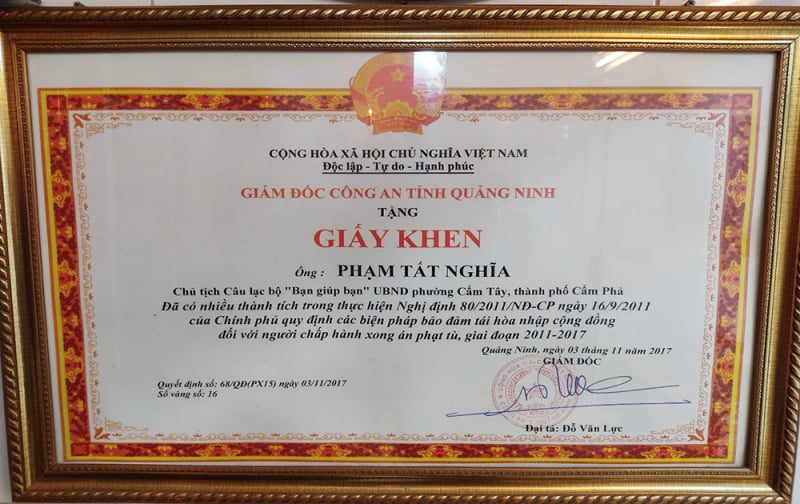 CỘNG HÒA XÃ HỘI CHỦ NGHĨA VIỆT NAM
Độc lập - Tự do - Hạnh phúc
GIÁM ĐỐC CÔNG AN TỈNH QUẢNG NINH
TẶNG
GIẤY KHEN
Ông : PHẠM TẤT NGHĨA
Chủ tịch Câu lạc bộ "Bạn giúp bạn" UBND phường Cẩm Tây, thành phố Cẩm Phả
Đã có nhiều thành tích trong thực hiện Nghị định 80/2011/NĐ-CP ngày 16/9/2011
của Chính phủ quy định các biện pháp bảo đảm tái hòa nhập cộng đồng
đối với người chấp hành xong án phạt tù, giai đoạn 2011-2017
Quảng Ninh, ngày 03 tháng 11 năm 2017
GIÁM ĐỐC
Quyết định số: 68/QĐ(PX15) ngày 03/11/2017
Số vàng số: 16
Đại tá: Đỗ Văn Lực